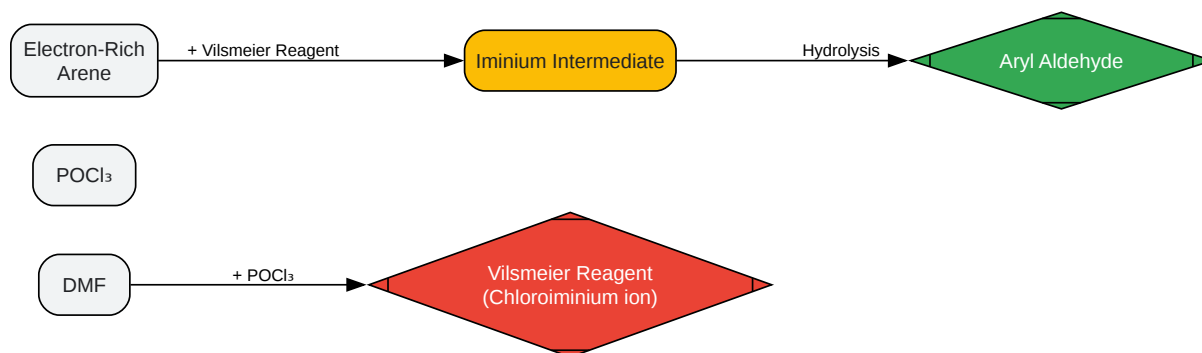 Electron-Rich
Arene
+ Vilsmeier Reagent
Iminium Intermediate
Hydrolysis
Aryl Aldehyde
POCl₃
DMF
+ POCl₃
Vilsmeier Reagent
(Chloroiminium ion)